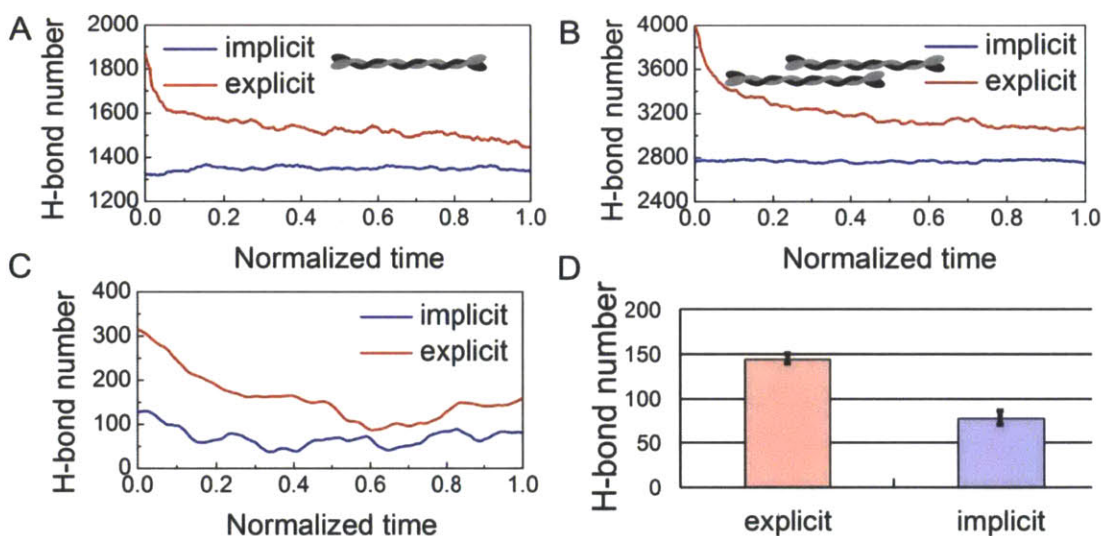 A
H-bond number
2000
1800
1600
1400
1200
implicit
explicit
0.0 0.2 0.4 0.6 0.8 1.0
Normalized time
B
H-bond number
4000
3600
3200
2800
2400
implicit
explicit
0.0 0.2 0.4 0.6 0.8 1.0
Normalized time
C
H-bond number
400
300
200
100
0
implicit
explicit
0.0 0.2 0.4 0.6 0.8 1.0
Normalized time
D
H-bond number
200
150
100
50
0
explicit implicit